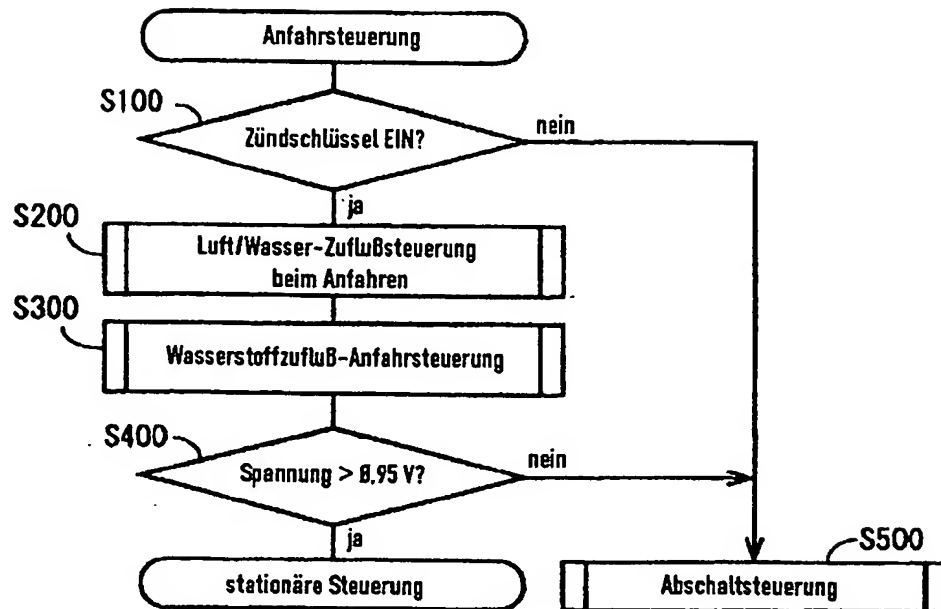 Anfahrsteuerung
S100
Zündschlüssel EIN?
nein
ja
S200
Luft/Wasser-Zuflußsteuerung
beim Anfahren
S300
Wasserstoffzufluß-Anfahrsteuerung
S400
Spannung > 0,95 V?
nein
ja
S500
stationäre Steuerung
Abschaltsteuerung